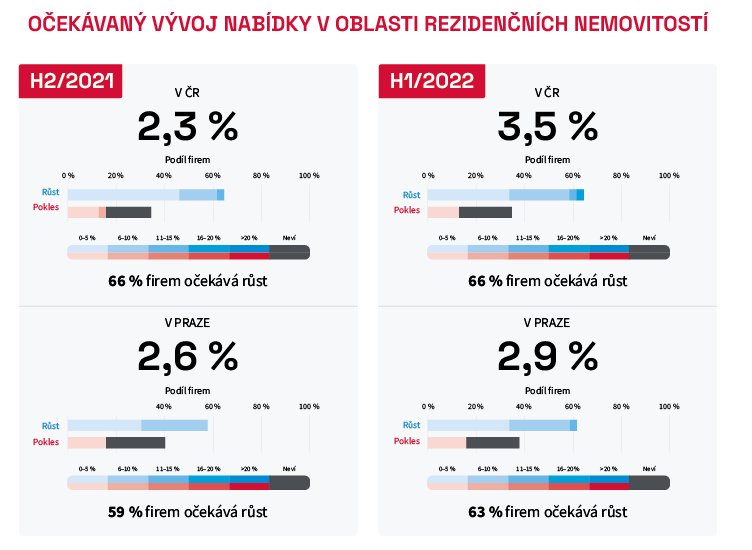 OČEKÁVANÝ VÝVOJ NABÍDKY V OBLASTI REZIDENČNÍCH NEMOVITOSTÍ
H2/2021
V ČR
2,3 %
Podíl firem
0 % 20 % 40 % 60 % 80 % 100 %
Růst
Pokles
0–5 % 6–10 % 11–15 % 16–20 % >20 % Neví
66 % firem očekává růst
V PRAZE
2,6 %
Podíl firem
40 % 60 % 80 % 100 %
Růst
Pokles
0–5 % 6–10 % 11–15 % 16–20 % >20 % Neví
59 % firem očekává růst
H1/2022
V ČR
3,5 %
Podíl firem
0 % 20 % 40 % 60 % 80 % 100 %
Růst
Pokles
0–5 % 6–10 % 11–15 % 16–20 % >20 % Neví
66 % firem očekává růst
V PRAZE
2,9 %
Podíl firem
0 % 20 % 40 % 60 % 80 % 100 %
Růst
Pokles
0–5 % 6–10 % 11–15 % 16–20 % >20 % Neví
63 % firem očekává růst